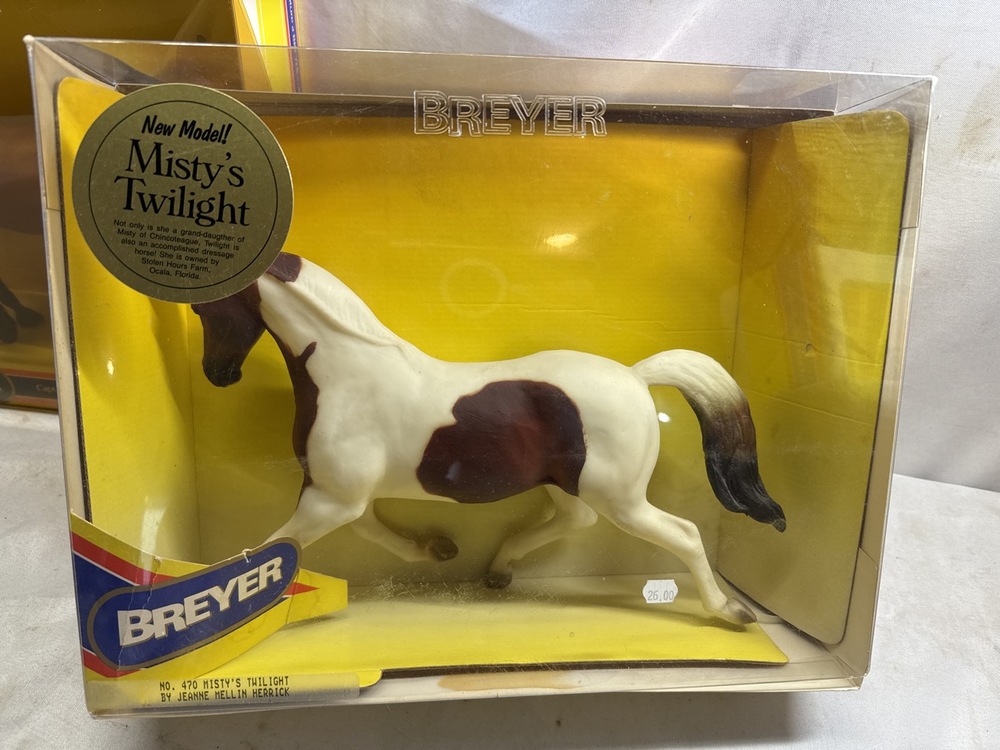 BREYER
New Model!
Misty's
Twilight
Not only is she a grand-daugther of
Misty of Chincoteague, Twilight is
also an accomplished dressage
horse! She is owned by
Stolen Hours Farm,
Ocala, Florida.
26,00
BREYER
NO. 470 MISTY'S TWILIGHT
BY JEANNE MELLIN HERRICK